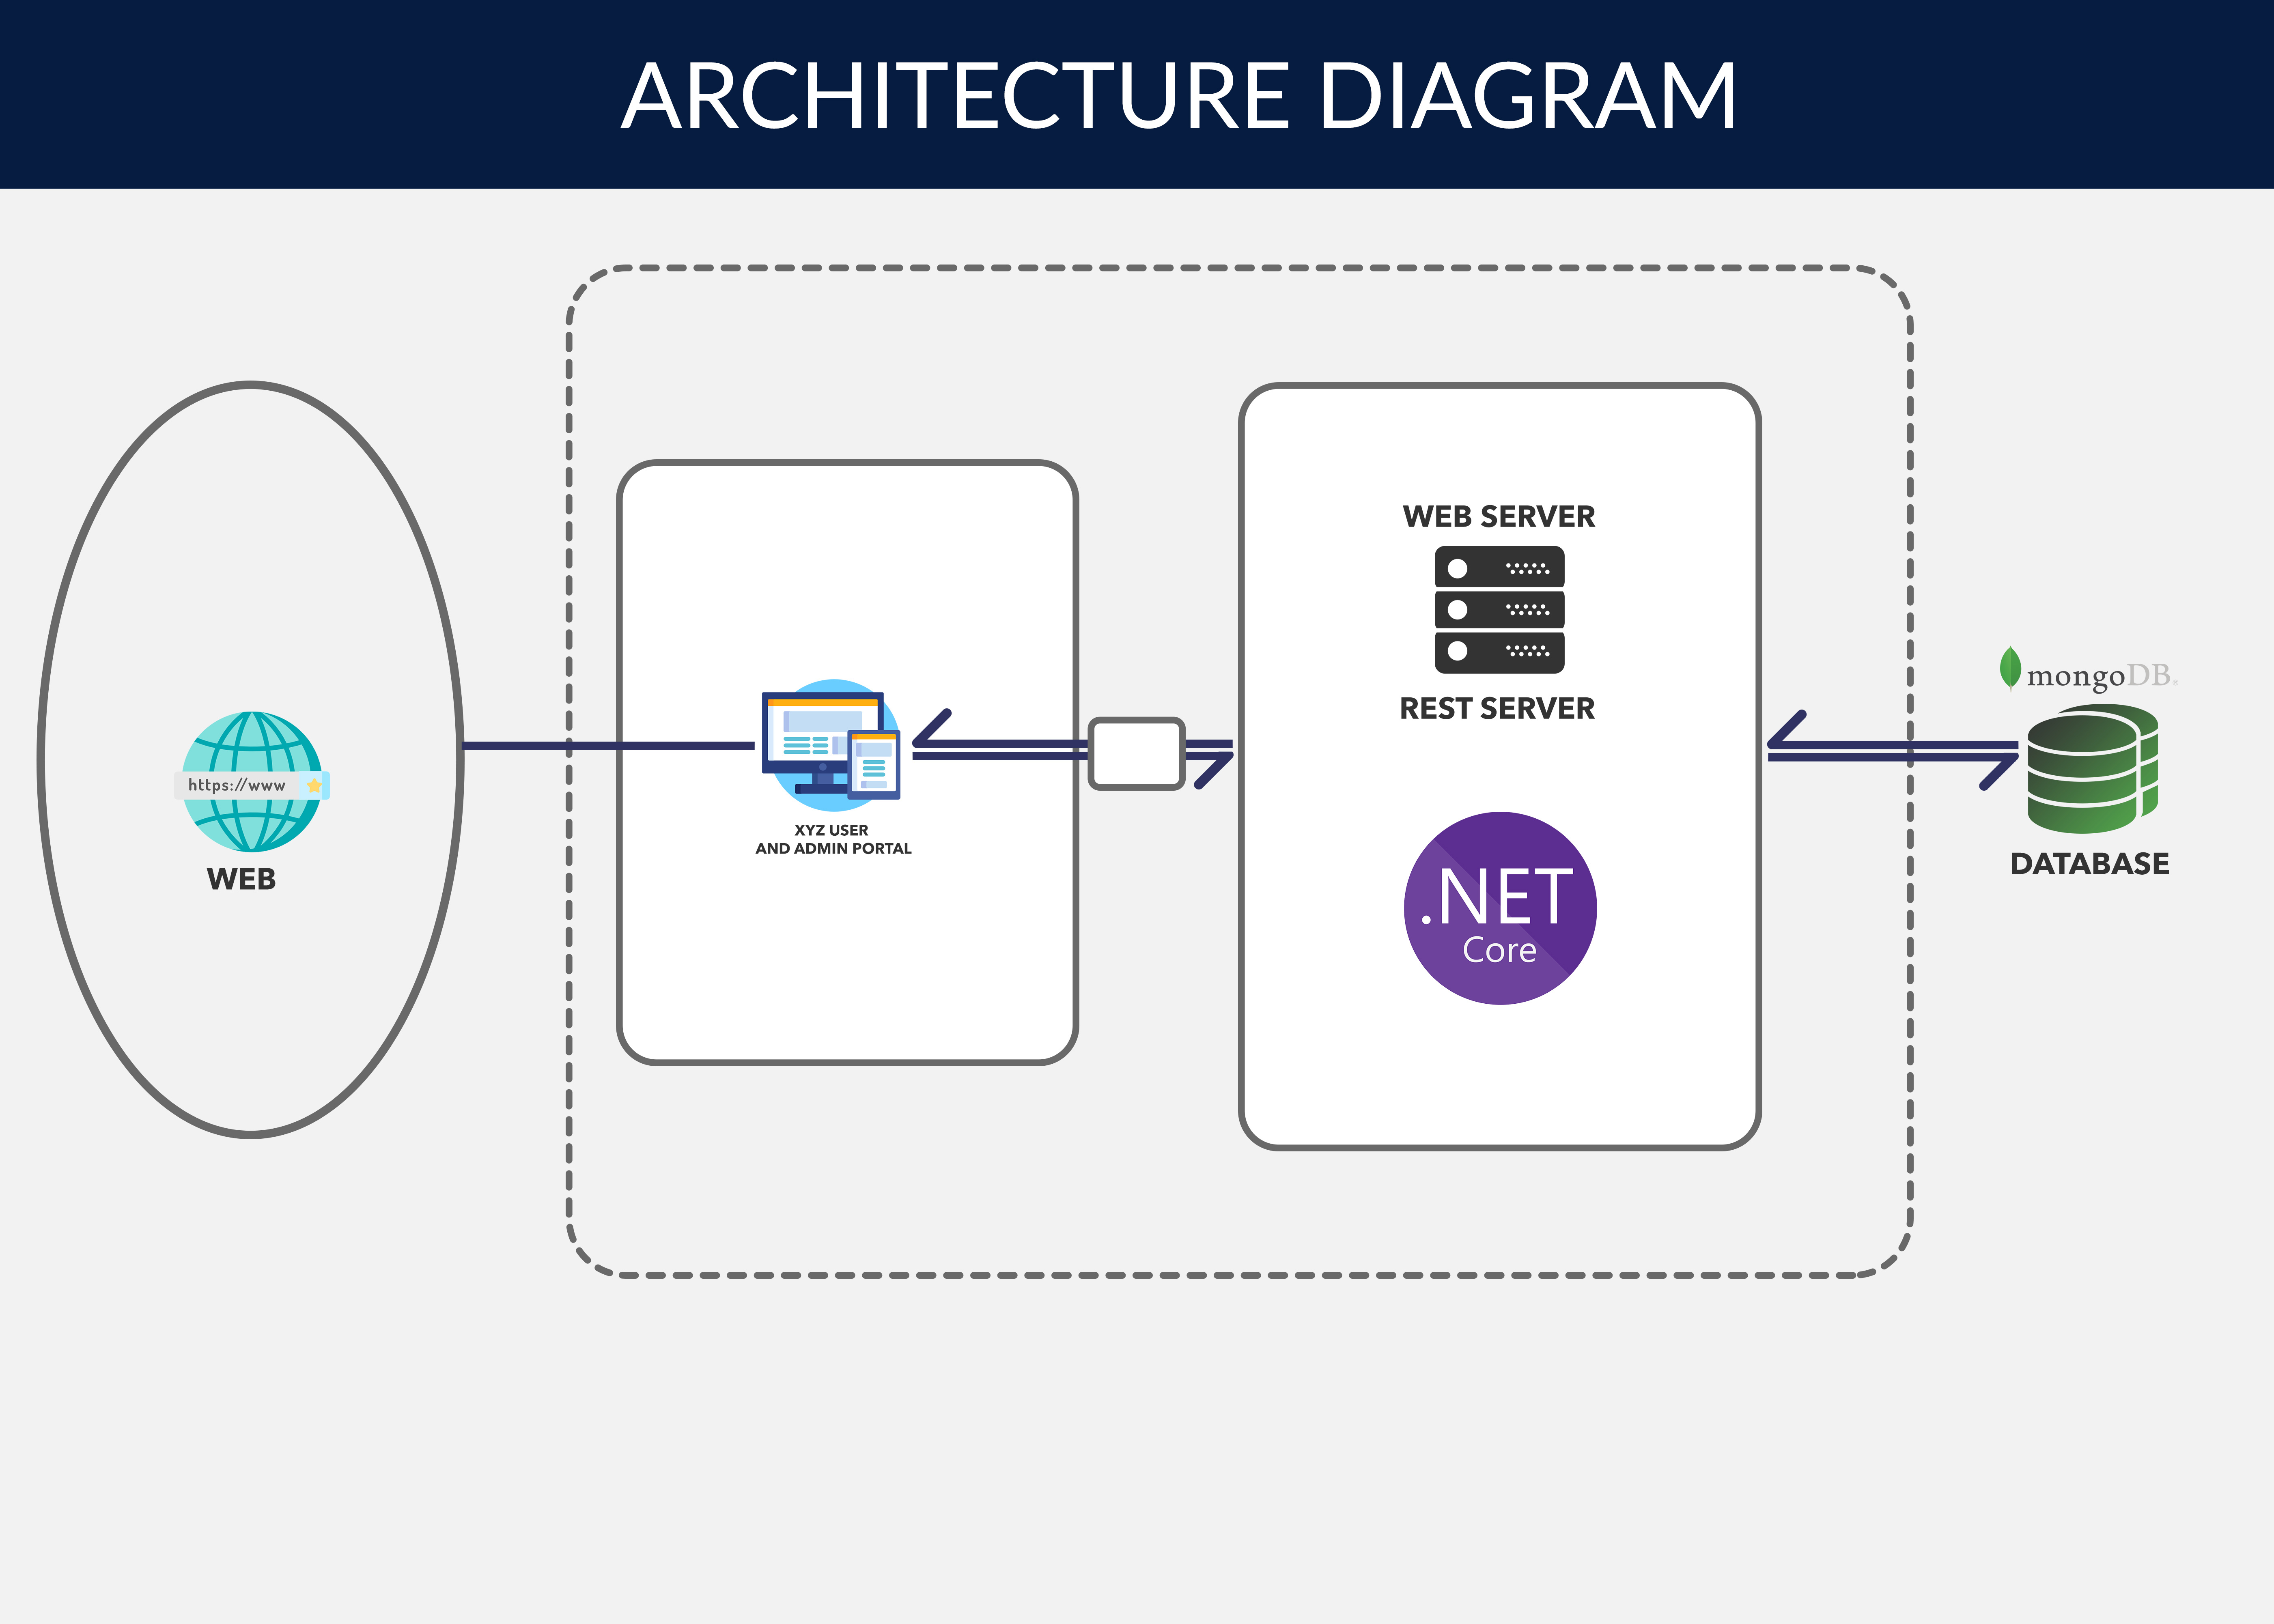 ARCHITECTURE DIAGRAM
https://www
WEB
XYZ USER
AND ADMIN PORTAL
WEB SERVER
REST SERVER
.NET
Core
mongoDB®
DATABASE